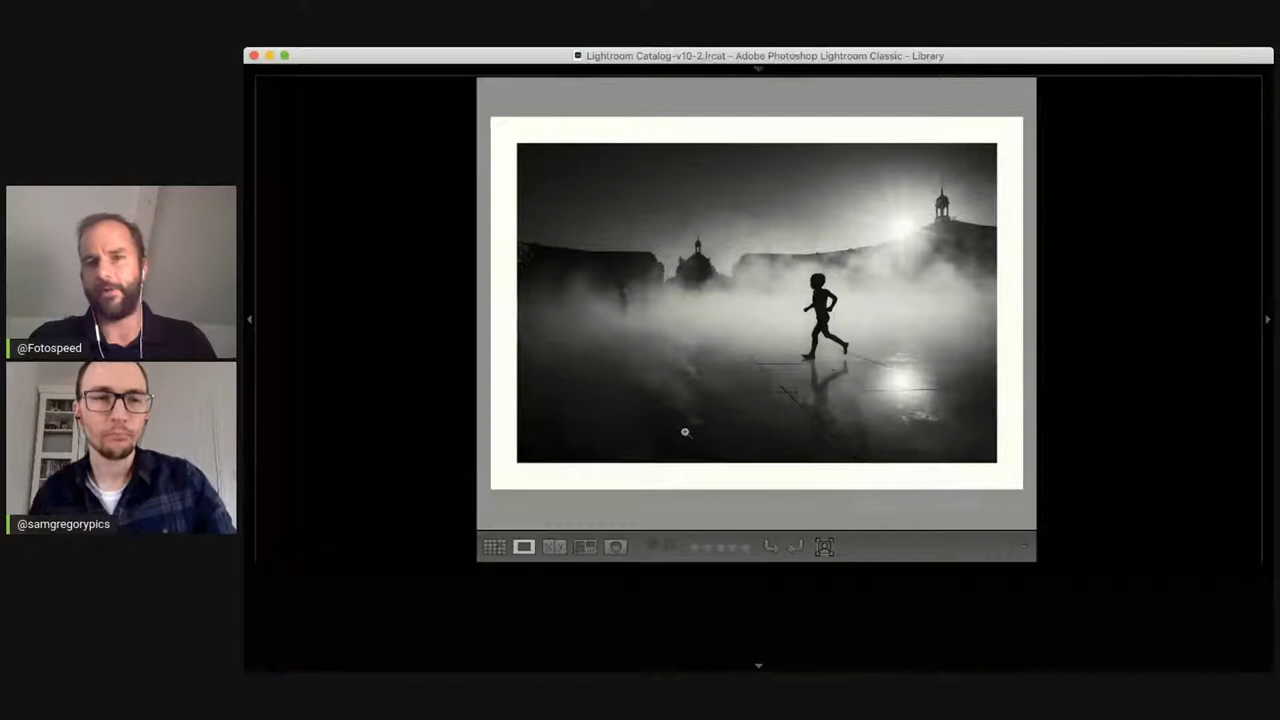 Lightroom Catalog-v10-2.lrcat - Adobe Photoshop Lightroom Classic - Library
@Fotospeed
@samgregorypics